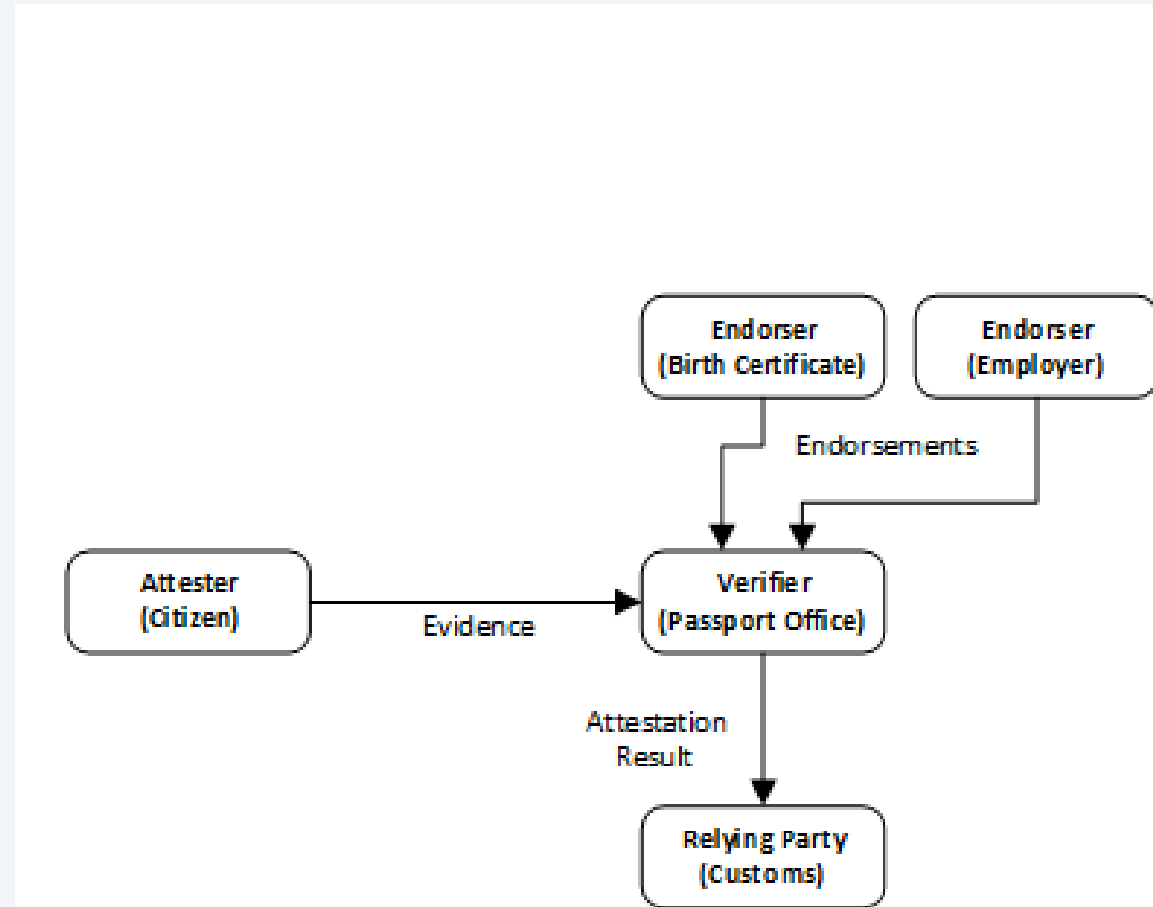 Endorser
(Birth Certificate)
Endorser
(Employer)
Endorsements
Attester
(Citizen)
Evidence
Verifier
(Passport Office)
Attestation
Result
Relying Party
(Customs)